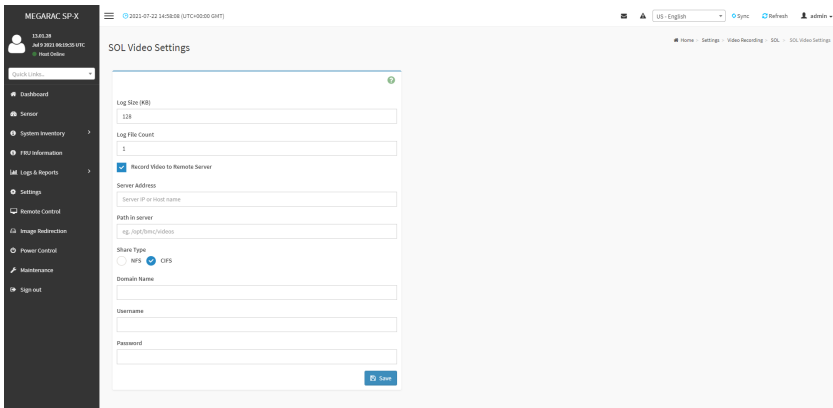 MEGARAC SP-X
2021-07-22 14:58:08 (UTC+00:00 GMT)
US - English
Sync
Refresh
admin
13.01.28
Jul 9 2021 06:19:35 UTC
Host Online
Quick Links...
Dashboard
Sensor
System Inventory
FRU Information
Logs & Reports
Settings
Remote Control
Image Redirection
Power Control
Maintenance
Sign out
SOL Video Settings
Home > Settings > Video Recording > SOL > SOL Video Settings
Log Size (KB)
128
Log File Count
1
Record Video to Remote Server
Server Address
Server IP or Host name
Path in server
eg. /opt/bmc/videos
Share Type
NFS CIFS
Domain Name
Username
Password
Save